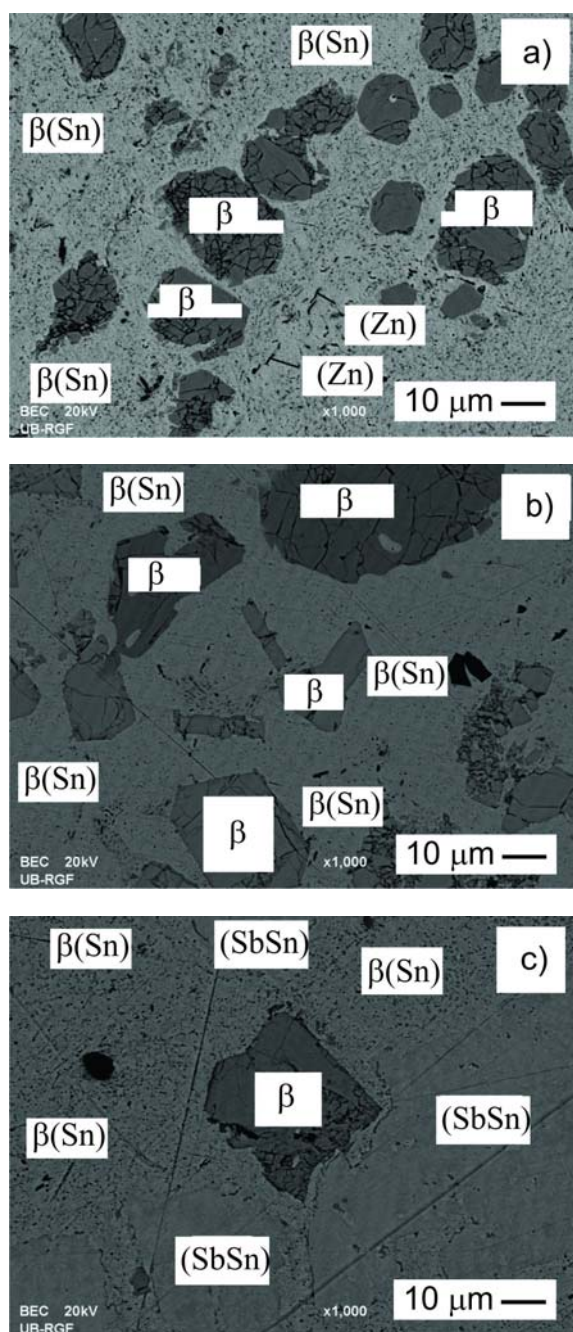 β(Sn)
a)
β(Sn)
β
β
β
(Zn)
β(Sn)
(Zn)
10 μm
BEC 20kV
x1,000
UB-RGF
β(Sn)
β
b)
β
β(Sn)
β
β(Sn)
β(Sn)
β
10 μm
BEC 20kV
x1,000
UB-RGF
β(Sn)
(SbSn)
c)
β(Sn)
β
(SbSn)
β(Sn)
(SbSn)
10 μm
BEC 20kV
x1,000
UB-RGF